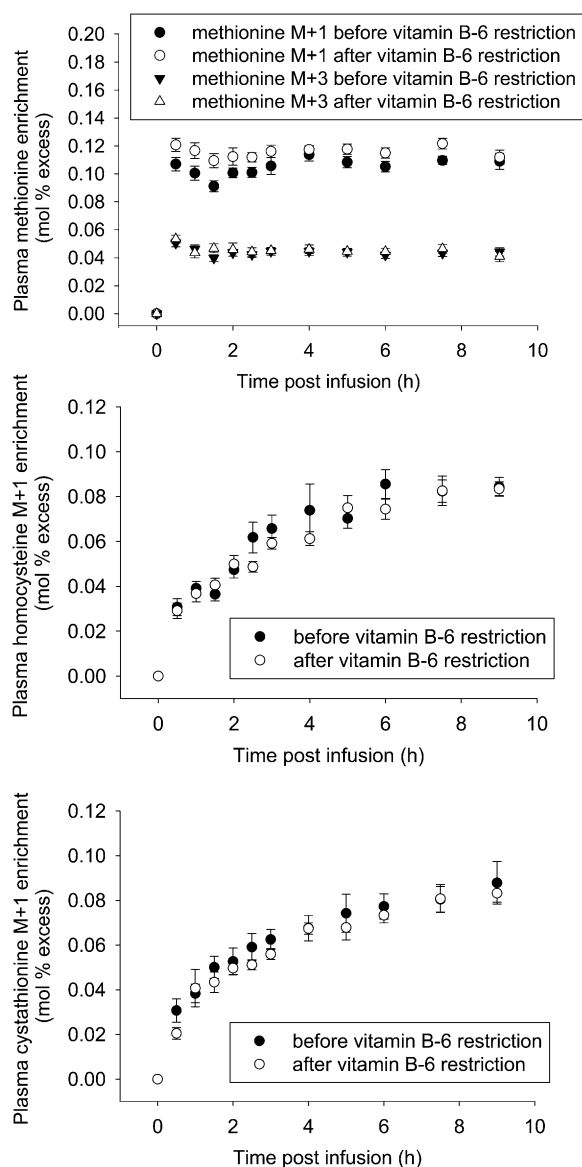 methionine M+1 before vitamin B-6 restriction
methionine M+1 after vitamin B-6 restriction
methionine M+3 before vitamin B-6 restriction
methionine M+3 after vitamin B-6 restriction
Plasma methionine enrichment
(mol % excess)
0.20
0.18
0.16
0.14
0.12
0.10
0.08
0.06
0.04
0.02
0.00
0
2
4
6
8
10
Time post infusion (h)
Plasma homocysteine M+1 enrichment
(mol % excess)
0.12
0.10
0.08
0.06
0.04
0.02
0.00
before vitamin B-6 restriction
after vitamin B-6 restriction
0
2
4
6
8
10
Time post infusion (h)
Plasma cystathionine M+1 enrichment
(mol % excess)
0.12
0.10
0.08
0.06
0.04
0.02
0.00
before vitamin B-6 restriction
after vitamin B-6 restriction
0
2
4
6
8
10
Time post infusion (h)